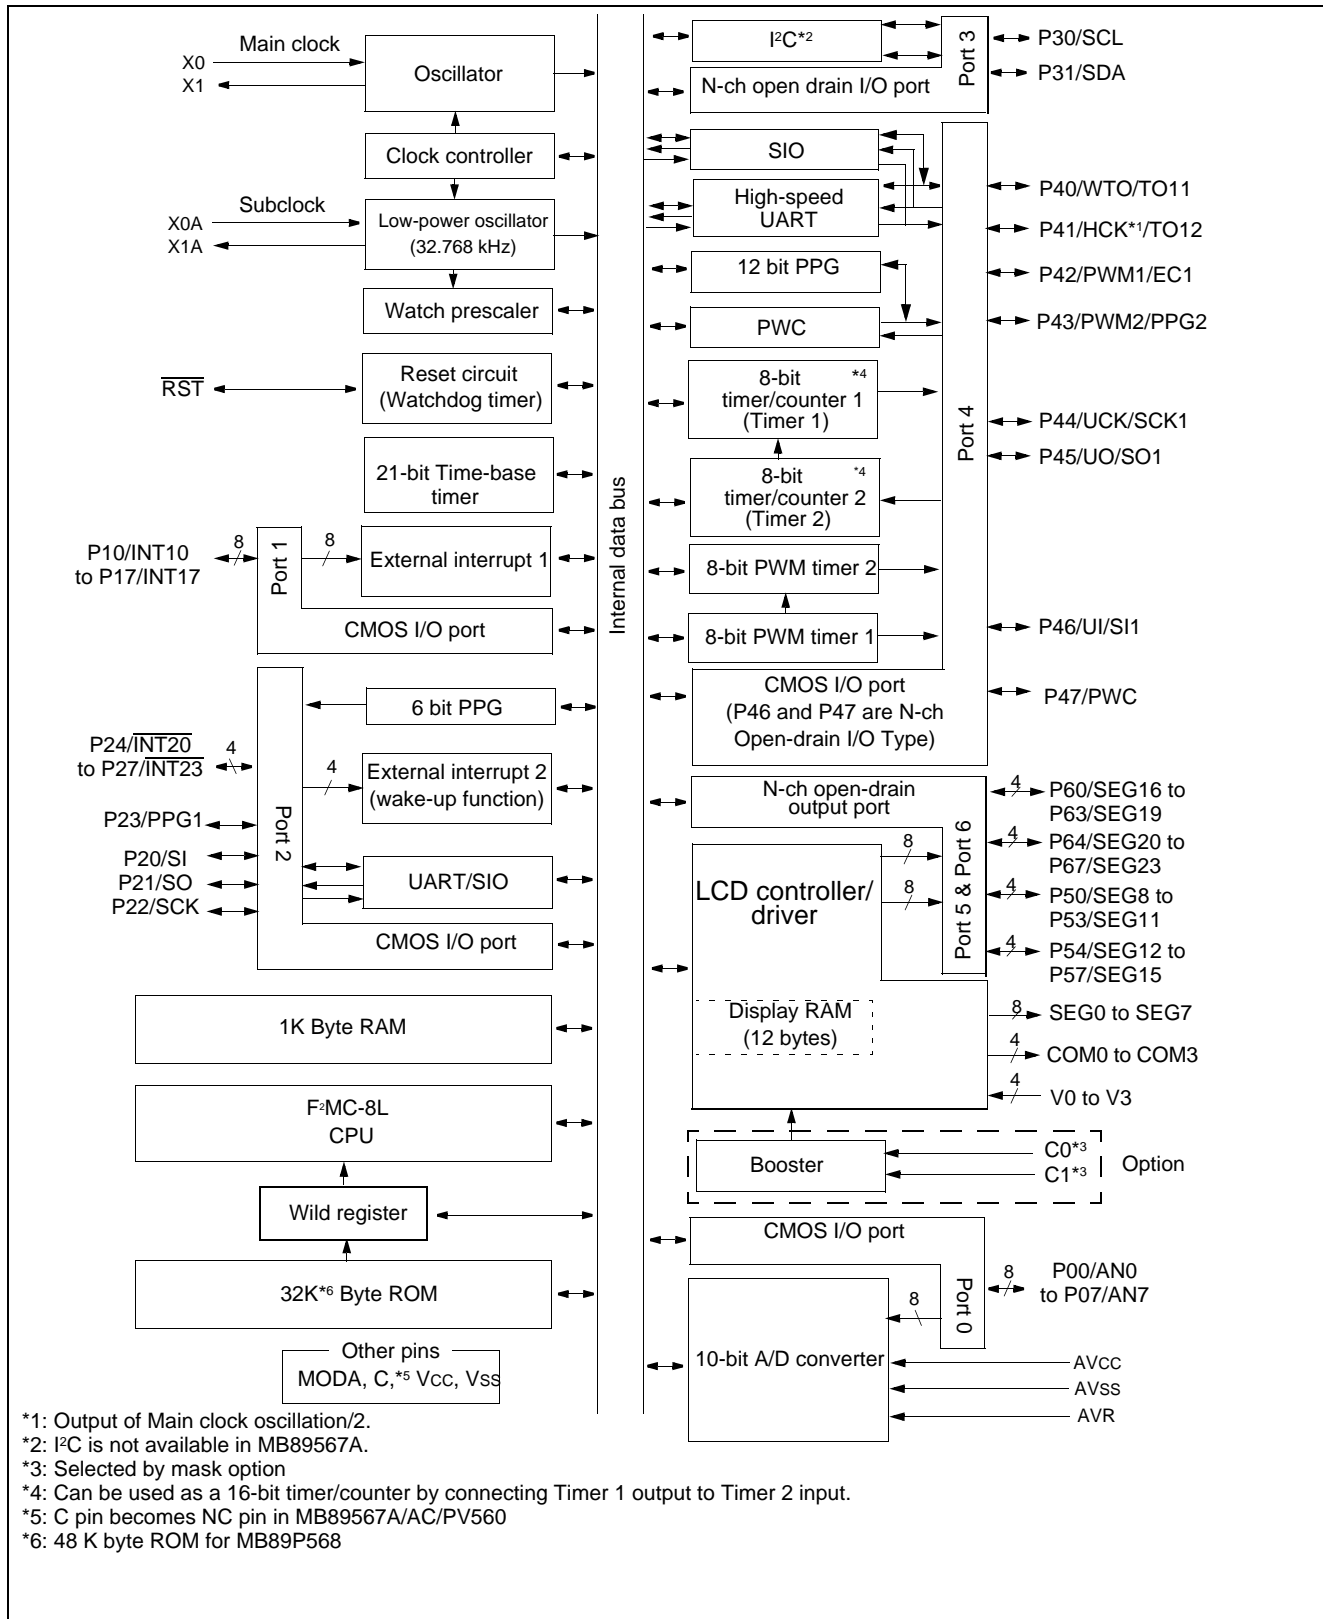 Main clock
X0
X1
Oscillator
Clock controller
Subclock
X0A
X1A
Low-power oscillator
(32.768 kHz)
Watch prescaler
RST
Reset circuit
(Watchdog timer)
21-bit Time-base
timer
P10/INT10
to P17/INT17
8
Port 1
8
External interrupt 1
CMOS I/O port
6 bit PPG
P24/INT20
to P27/INT23
4
4
External interrupt 2
(wake-up function)
P23/PPG1
Port 2
P20/SI
P21/SO
P22/SCK
UART/SIO
CMOS I/O port
1K Byte RAM
F²MC-8L
CPU
Wild register
32K*6 Byte ROM
Other pins
MODA, C,*5 VCC, VSS
Internal data bus
I²C*2
Port 3
P30/SCL
P31/SDA
N-ch open drain I/O port
SIO
High-speed
UART
12 bit PPG
PWC
8-bit *4
timer/counter 1
(Timer 1)
8-bit *4
timer/counter 2
(Timer 2)
8-bit PWM timer 2
8-bit PWM timer 1
CMOS I/O port
(P46 and P47 are N-ch
Open-drain I/O Type)
Port 4
P40/WTO/TO11
P41/HCK*1/TO12
P42/PWM1/EC1
P43/PWM2/PPG2
P44/UCK/SCK1
P45/UO/SO1
P46/UI/SI1
P47/PWC
N-ch open-drain
output port
Port 5 & Port 6
4
P60/SEG16 to
P63/SEG19
4
P64/SEG20 to
P67/SEG23
4
P50/SEG8 to
P53/SEG11
4
P54/SEG12 to
P57/SEG15
8
8
LCD controller/
driver
Display RAM
(12 bytes)
8
SEG0 to SEG7
4
COM0 to COM3
4
V0 to V3
Booster
C0*3
C1*3
Option
CMOS I/O port
Port 0
8
P00/AN0
to P07/AN7
8
10-bit A/D converter
AVCC
AVSS
AVR
*1: Output of Main clock oscillation/2.
*2: I²C is not available in MB89567A.
*3: Selected by mask option
*4: Can be used as a 16-bit timer/counter by connecting Timer 1 output to Timer 2 input.
*5: C pin becomes NC pin in MB89567A/AC/PV560
*6: 48 K byte ROM for MB89P568